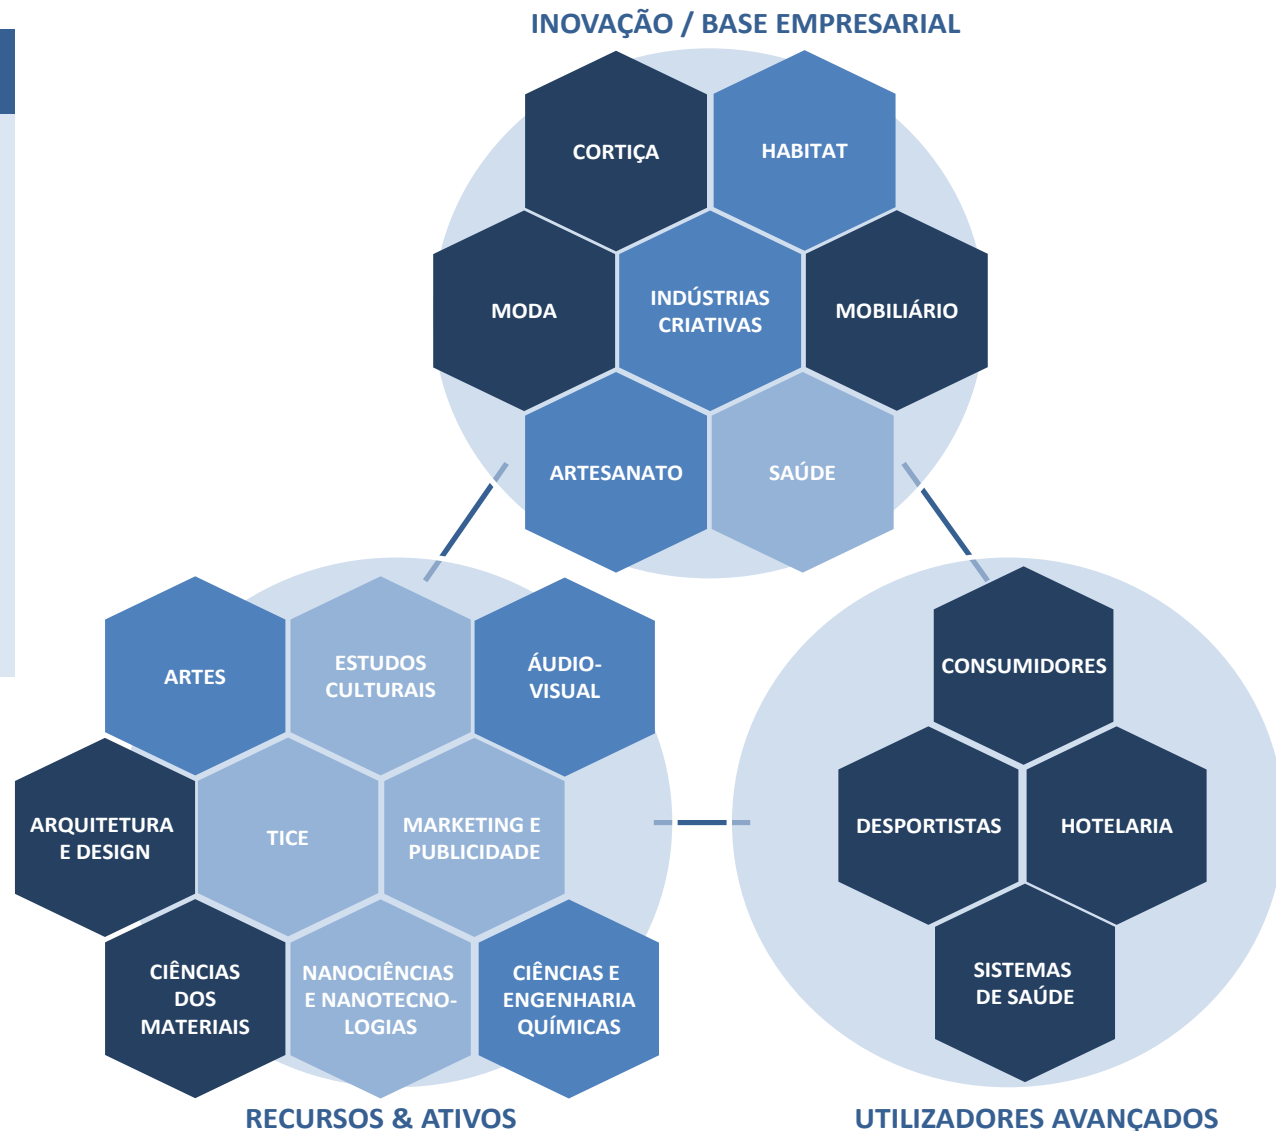 INOVAÇÃO / BASE EMPRESARIAL
CORTIÇA
HABITAT
MODA
INDÚSTRIAS
CRIATIVAS
MOBILIÁRIO
ARTESANATO
SAÚDE
ARTES
ESTUDOS
CULTURAIS
ÁUDIO-
VISUAL
ARQUITETURA
E DESIGN
TICE
MARKETING E
PUBLICIDADE
CIÊNCIAS
DOS
MATERIAIS
NANOCIÊNCIAS
E NANOTECNO-
LOGIAS
CIÊNCIAS E
ENGENHARIA
QUÍMICAS
RECURSOS & ATIVOS
CONSUMIDORES
DESPORTISTAS
HOTELARIA
SISTEMAS
DE SAÚDE
UTILIZADORES AVANÇADOS